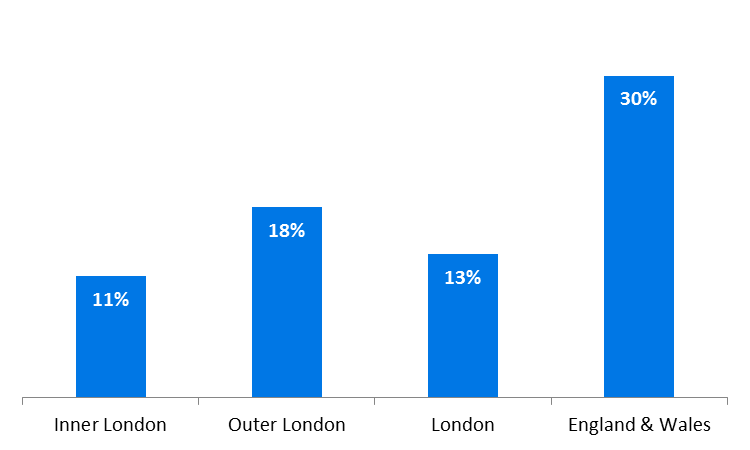 30%
18%
13%
11%
Inner London
Outer London
London
England & Wales